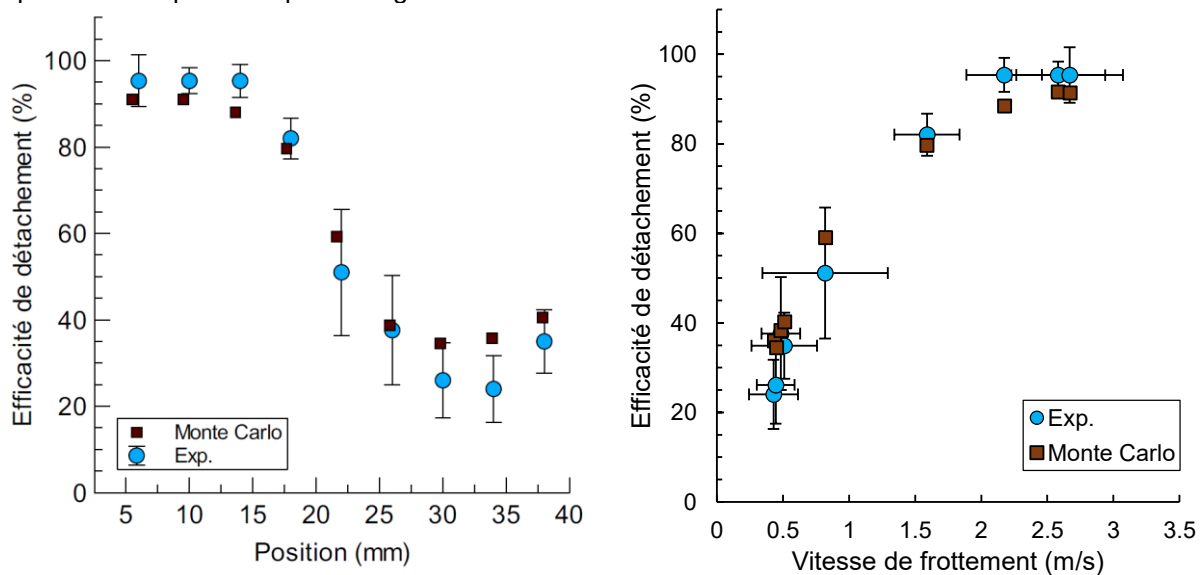 Efficacité de détachement (%)
100
80
60
40
20
0
Monte Carlo
Exp.
5 10 15 20 25 30 35 40
Position (mm)
Efficacité de détachement (%)
100
80
60
40
20
0
Exp.
Monte Carlo
0 0.5 1 1.5 2 2.5 3 3.5
Vitesse de frottement (m/s)